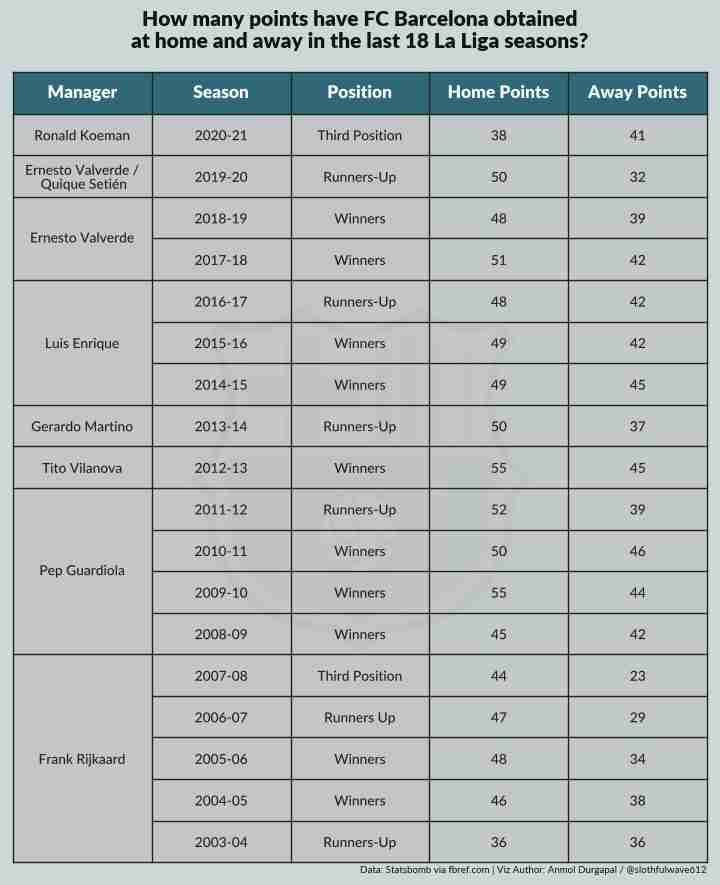 How many points have FC Barcelona obtained
at home and away in the last 18 La Liga seasons?
Manager Season Position Home Points Away Points
Ronald Koeman 2020-21 Third Position 38 41
Ernesto Valverde /
Quique Setién 2019-20 Runners-Up 50 32
Ernesto Valverde
2018-19 Winners 48 39
2017-18 Winners 51 42
Luis Enrique
2016-17 Runners-Up 48 42
2015-16 Winners 49 42
2014-15 Winners 49 45
Gerardo Martino 2013-14 Runners-Up 50 37
Tito Vilanova 2012-13 Winners 55 45
Pep Guardiola
2011-12 Runners-Up 52 39
2010-11 Winners 50 46
2009-10 Winners 55 44
2008-09 Winners 45 42
Frank Rijkaard
2007-08 Third Position 44 23
2006-07 Runners Up 47 29
2005-06 Winners 48 34
2004-05 Winners 46 38
2003-04 Runners-Up 36 36
Data: Statsbomb via fbref.com | Viz Author: Anmol Durgapal / @slothfulwave612